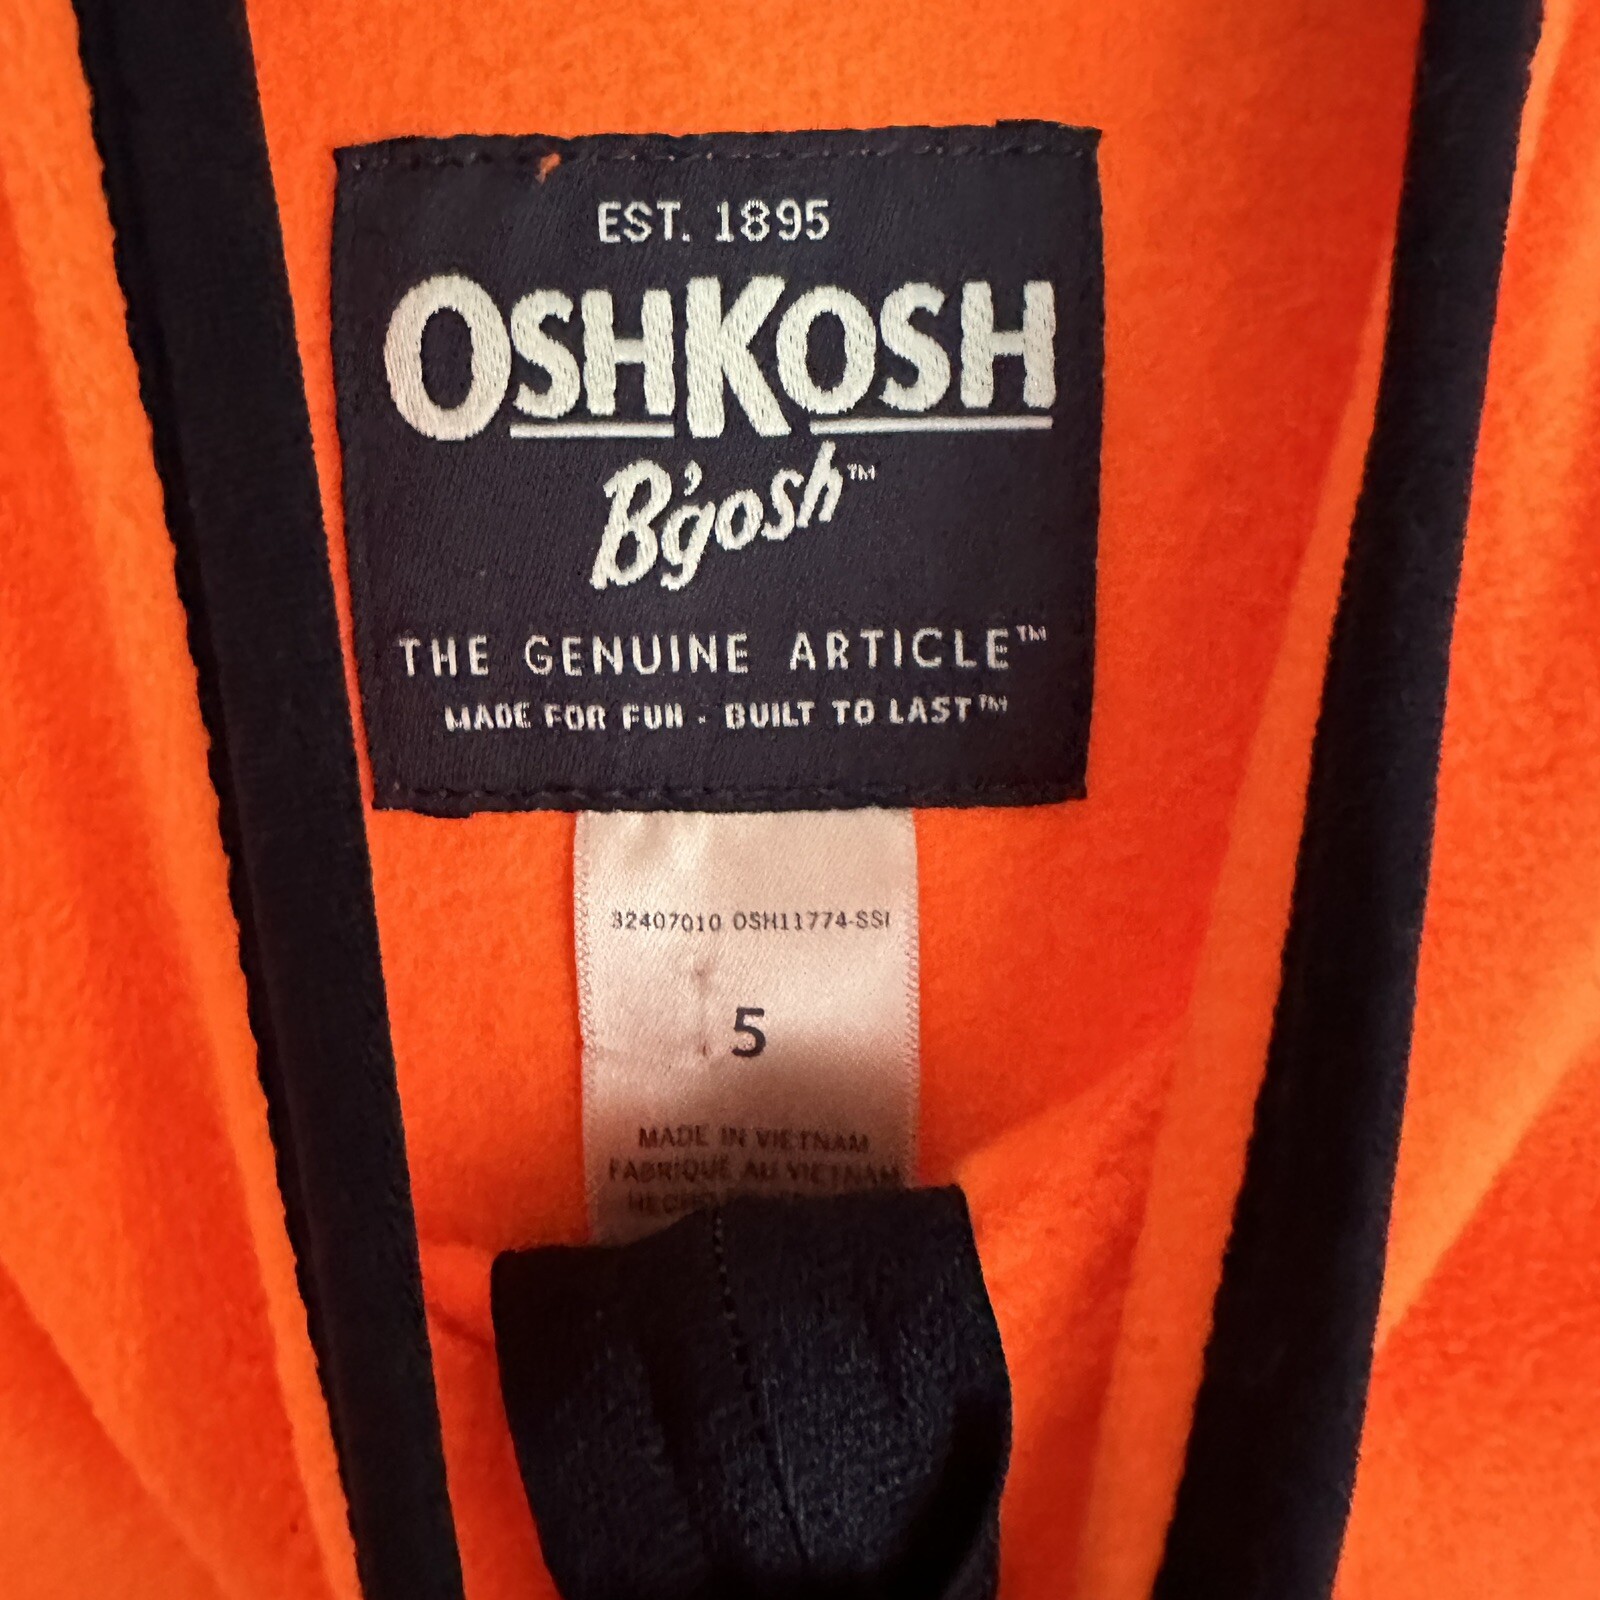 EST. 1895
OSHKOSH
B'gosh™
THE GENUINE ARTICLE™
MADE FOR FUN - BUILT TO LAST™
32407010 OSH11774-SSI
5
MADE IN VIETNAM
FABRIQUÉ AU VIETNAM
HECHO